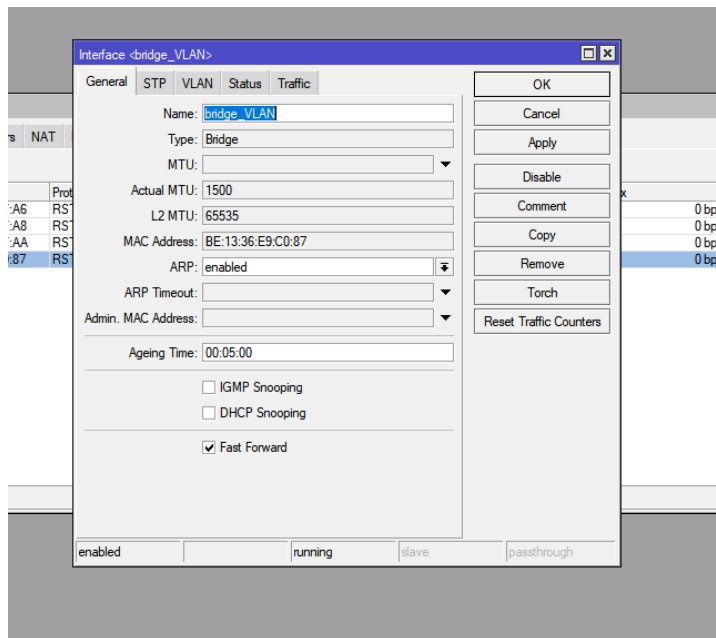 Interface <bridge_VLAN>
General STP VLAN Status Traffic
Name: bridge_VLAN
Type: Bridge
MTU:
Actual MTU: 1500
L2 MTU: 65535
MAC Address: BE:13:36:E9:C0:87
ARP: enabled
ARP Timeout:
Admin. MAC Address:
Ageing Time: 00:05:00
IGMP Snooping
DHCP Snooping
Fast Forward
OK
Cancel
Apply
Disable
Comment
Copy
Remove
Torch
Reset Traffic Counters
enabled running slave passthrough
NAT
Prot
:A6 RST 0 bp
:A8 RST 0 bp
:AA RST 0 bp
:87 RST 0 bp